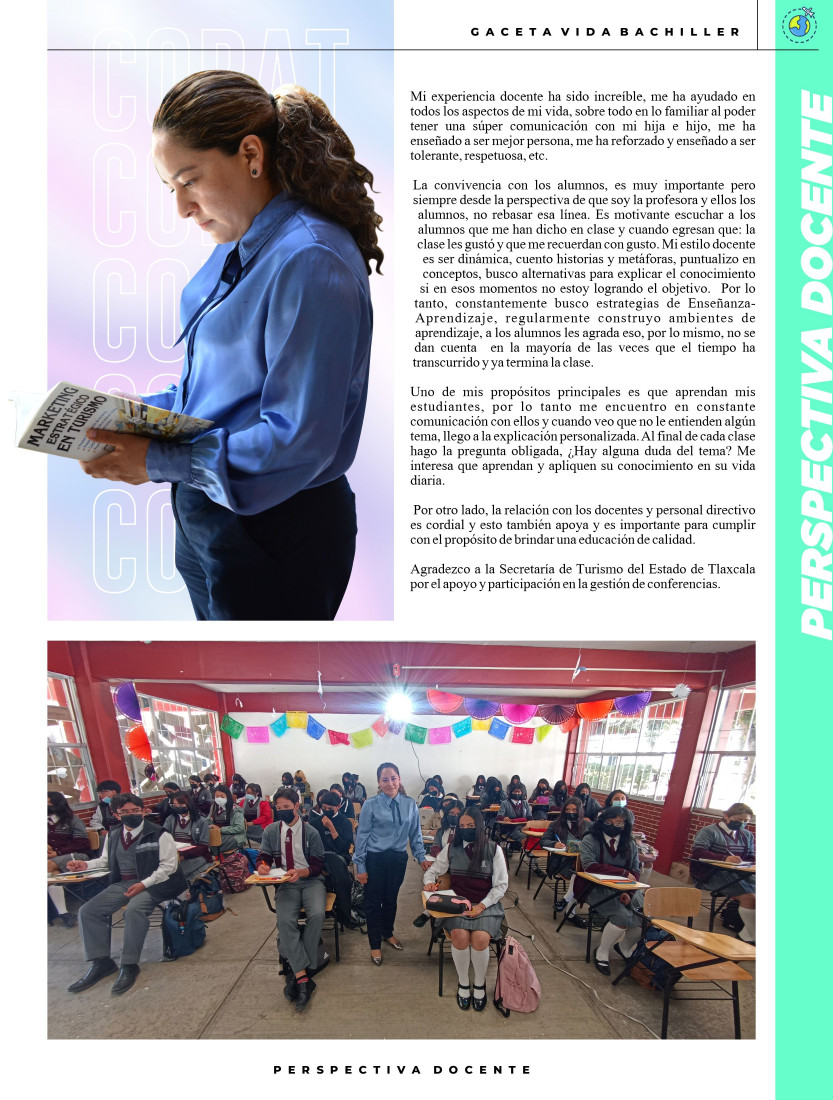 GACETA VIDA BACHILLER
COBAT
Mi experiencia docente ha sido increíble, me ha ayudado en
todos los aspectos de mi vida, sobre todo en lo familiar al poder
tener una súper comunicación con mi hija e hijo, me ha
enseñado a ser mejor persona, me ha reforzado y enseñado a ser
tolerante, respetuosa, etc.
La convivencia con los alumnos, es muy importante pero
siempre desde la perspectiva de que soy la profesora y ellos los
alumnos, no rebasar esa línea. Es motivante escuchar a los
alumnos que me han dicho en clase y cuando egresan que: la
clase les gustó y que me recuerdan con gusto. Mi estilo docente
es ser dinámica, cuento historias y metáforas, puntualizo en
conceptos, busco alternativas para explicar el conocimiento
si en esos momentos no estoy logrando el objetivo. Por lo
tanto, constantemente busco estrategias de Enseñanza-
Aprendizaje, regularmente construyo ambientes de
aprendizaje, a los alumnos les agrada eso, por lo mismo, no se
dan cuenta en la mayoría de las veces que el tiempo ha
transcurrido y ya termina la clase.
Uno de mis propósitos principales es que aprendan mis
estudiantes, por lo tanto me encuentro en constante
comunicación con ellos y cuando veo que no le entienden algún
tema, llego a la explicación personalizada. Al final de cada clase
hago la pregunta obligada, ¿Hay alguna duda del tema? Me
interesa que aprendan y apliquen su conocimiento en su vida
diaria.
Por otro lado, la relación con los docentes y personal directivo
es cordial y esto también apoya y es importante para cumplir
con el propósito de brindar una educación de calidad.
Agradezco a la Secretaría de Turismo del Estado de Tlaxcala
por el apoyo y participación en la gestión de conferencias.
MARKETING
ESTRATÉGICO
EN TURISMO
PERSPECTIVA DOCENTE
PERSPECTIVA DOCENTE